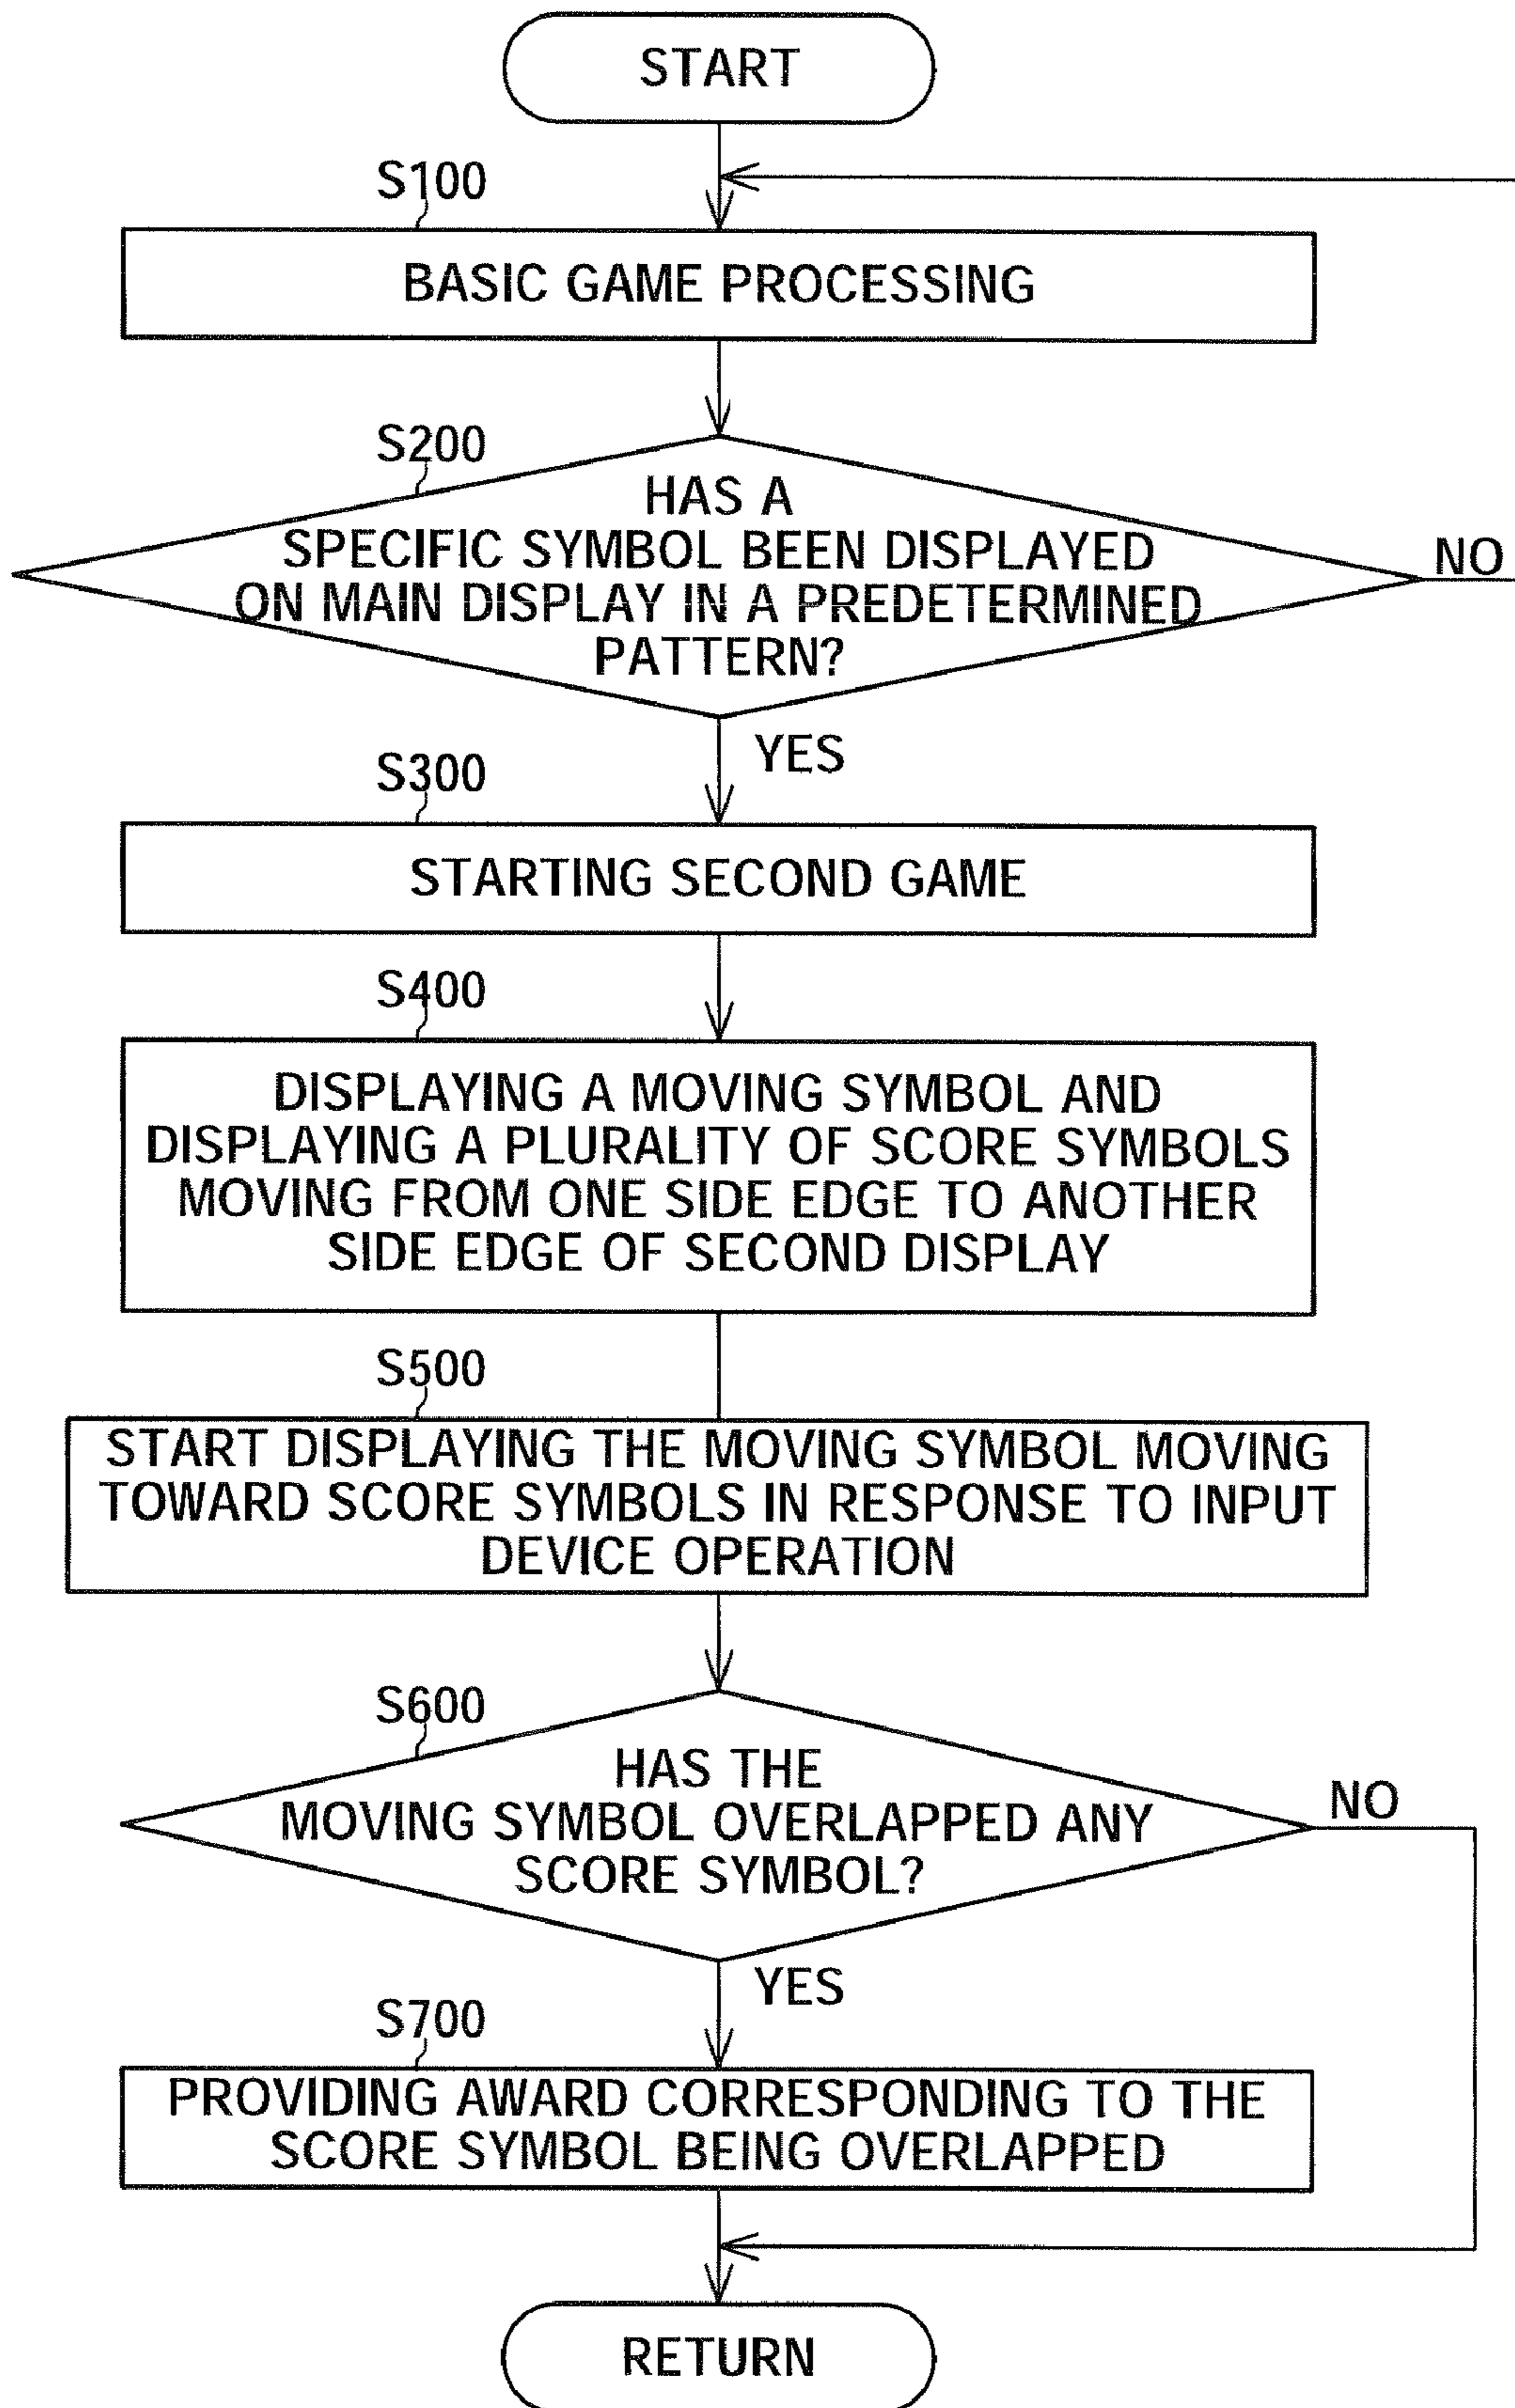 START
S100
BASIC GAME PROCESSING
S200
HAS A
SPECIFIC SYMBOL BEEN DISPLAYED
ON MAIN DISPLAY IN A PREDETERMINED
PATTERN?
NO
YES
S300
STARTING SECOND GAME
S400
DISPLAYING A MOVING SYMBOL AND
DISPLAYING A PLURALITY OF SCORE SYMBOLS
MOVING FROM ONE SIDE EDGE TO ANOTHER
SIDE EDGE OF SECOND DISPLAY
S500
START DISPLAYING THE MOVING SYMBOL MOVING
TOWARD SCORE SYMBOLS IN RESPONSE TO INPUT
DEVICE OPERATION
S600
HAS THE
MOVING SYMBOL OVERLAPPED ANY
SCORE SYMBOL?
NO
YES
S700
PROVIDING AWARD CORRESPONDING TO THE
SCORE SYMBOL BEING OVERLAPPED
RETURN